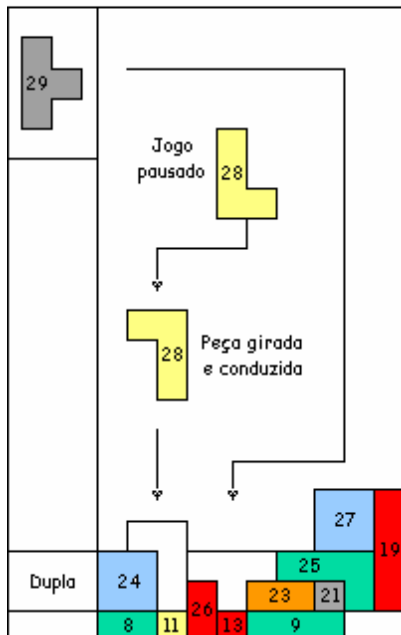 29
Jogo
pausado
28
28
Peça girada
e conduzida
27
19
25
Dupla
24
23
21
26
8
11
13
9